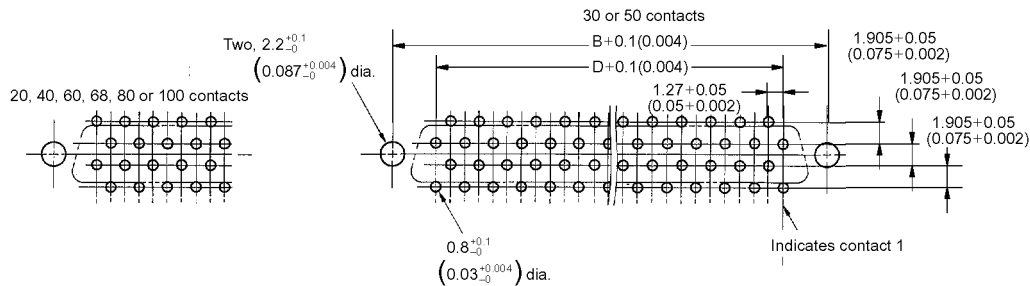 30 or 50 contacts
B+0.1(0.004)
D+0.1(0.004)
Two, 2.2 +0.1 -0
(0.087 +0.004 -0) dia.
20, 40, 60, 68, 80 or 100 contacts
1.27+0.05
(0.05+0.002)
1.905+0.05
(0.075+0.002)
1.905+0.05
(0.075+0.002)
1.905+0.05
(0.075+0.002)
0.8 +0.1 -0
(0.03 +0.004 -0) dia.
Indicates contact 1